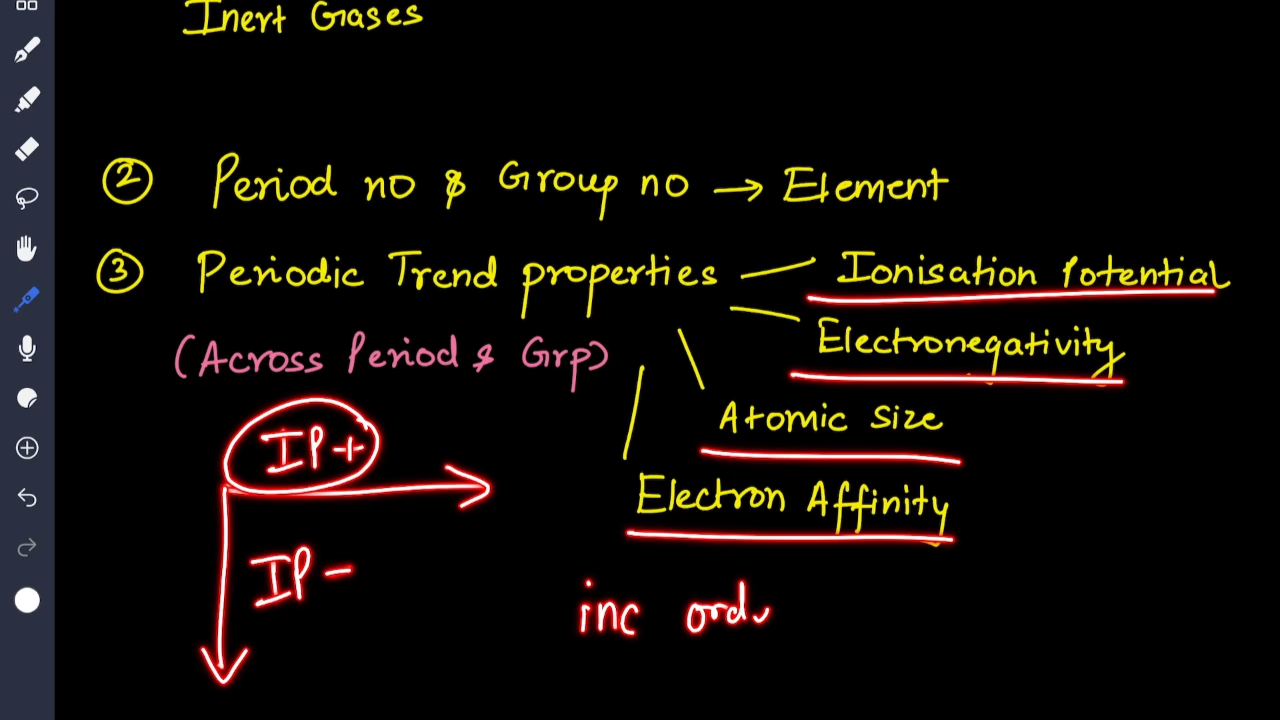 Inert Gases
② Period no & Group no → Element
③ Periodic Trend properties — Ionisation Potential
Electronegativity
(Across Period & Grp)
Atomic Size
IP+
Electron Affinity
IP-
inc